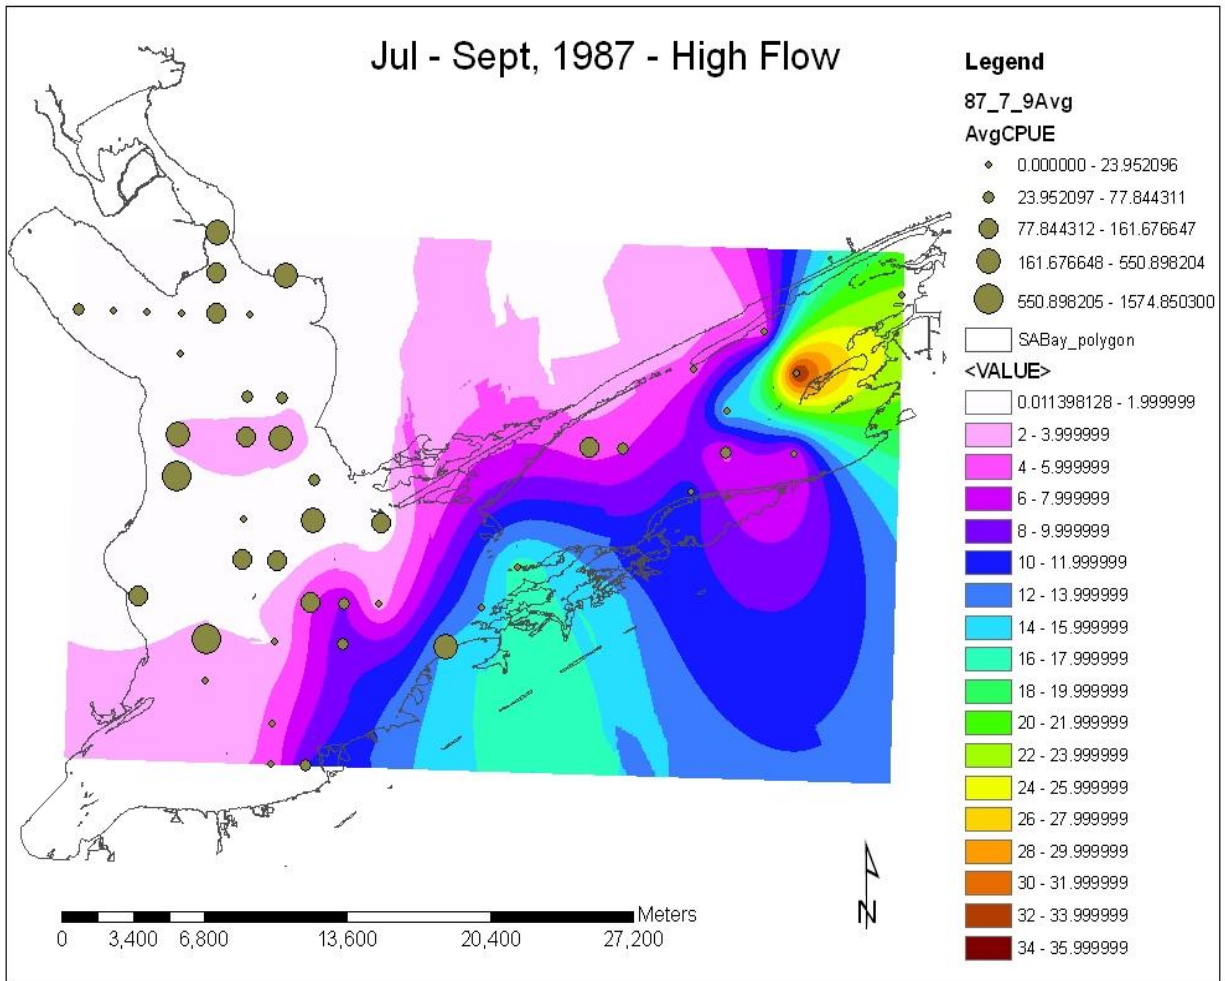 Jul - Sept, 1987 - High Flow
Legend
87_7_9Avg
AvgCPUE
0.000000 - 23.952096
23.952097 - 77.844311
77.844312 - 161.676647
161.676648 - 550.898204
550.898205 - 1574.850300
SABay_polygon
<VALUE>
0.011398128 - 1.999999
2 - 3.999999
4 - 5.999999
6 - 7.999999
8 - 9.999999
10 - 11.999999
12 - 13.999999
14 - 15.999999
16 - 17.999999
18 - 19.999999
20 - 21.999999
22 - 23.999999
24 - 25.999999
26 - 27.999999
28 - 29.999999
30 - 31.999999
32 - 33.999999
34 - 35.999999
N
Meters
0 3,400 6,800 13,600 20,400 27,200